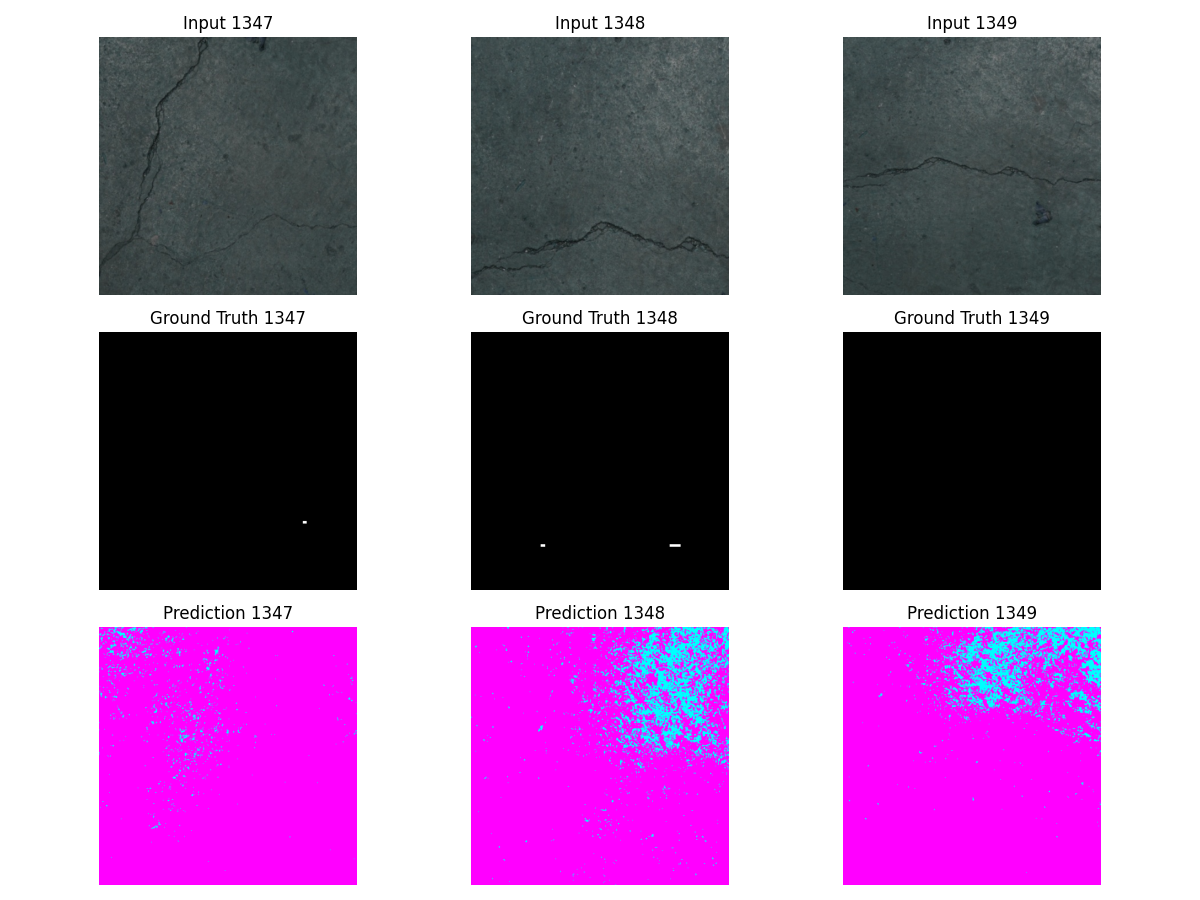 Input 1347
Input 1348
Input 1349
Ground Truth 1347
Ground Truth 1348
Ground Truth 1349
Prediction 1347
Prediction 1348
Prediction 1349